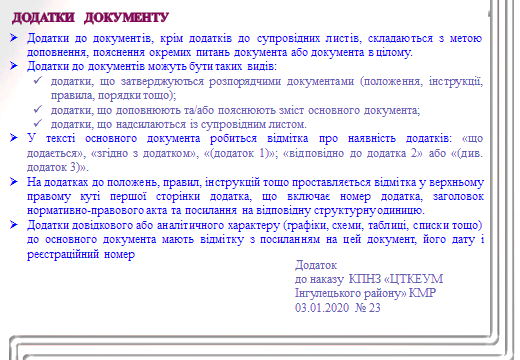 ДОДАТКИ ДОКУМЕНТУ
➢ Додатки до документів, крім додатків до супровідних листів, складаються з метою
доповнення, пояснення окремих питань документа або документа в цілому.
➢ Додатки до документів можуть бути таких видів:
✓ додатки, що затверджуються розпорядчими документами (положення, інструкції,
правила, порядки тощо);
✓ додатки, що доповнюють та/або пояснюють зміст основного документа;
✓ додатки, що надсилаються із супровідним листом.
➢ У тексті основного документа робиться відмітка про наявність додатків: «що
додається», «згідно з додатком», «(додаток 1)»; «відповідно до додатка 2» або «(див.
додаток 3)».
➢ На додатках до положень, правил, інструкцій тощо проставляється відмітка у верхньому
правому куті першої сторінки додатка, що включає номер додатка, заголовок
нормативно-правового акта та посилання на відповідну структурну одиницю.
➢ Додатки довідкового або аналітичного характеру (графіки, схеми, таблиці, списки тощо)
до основного документа мають відмітку з посиланням на цей документ, його дату і
реєстраційний номер
Додаток
до наказу КПНЗ «ЦТКЕУМ
Інгулецького району» КМР
03.01.2020 № 23